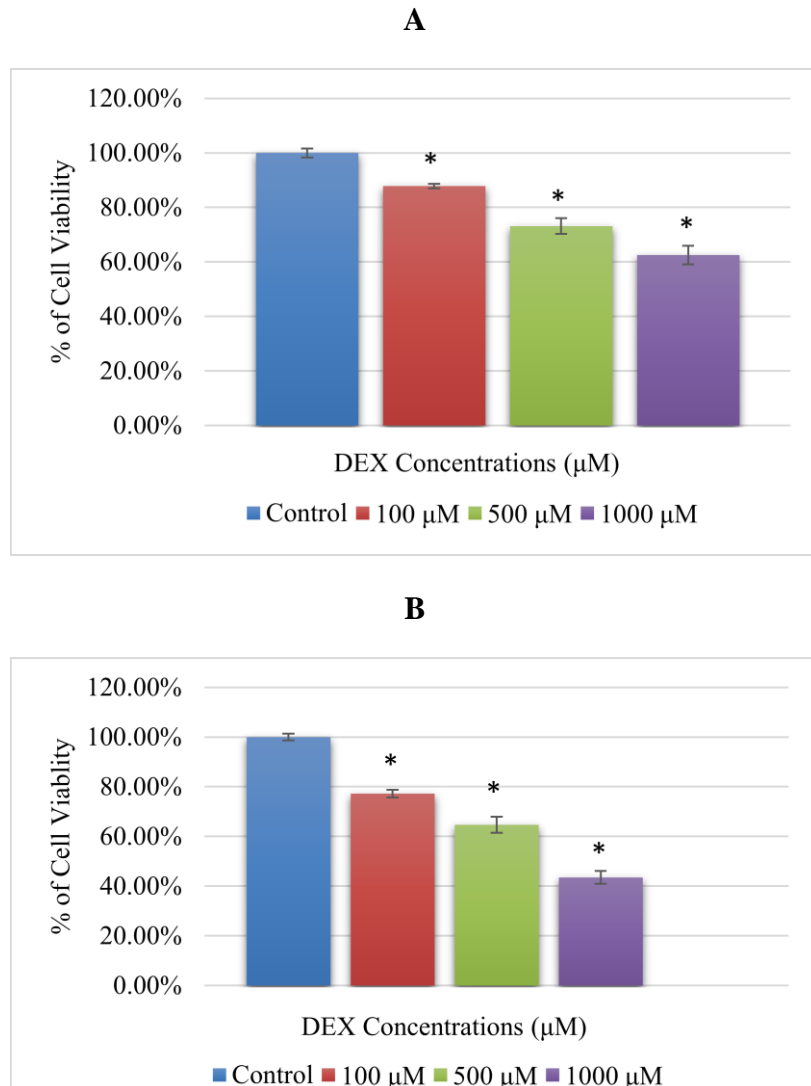 A
120.00%
100.00%
80.00%
60.00%
40.00%
20.00%
0.00%
% of Cell Viability
* * *
DEX Concentrations (μM)
Control 100 μM 500 μM 1000 μM
B
120.00%
100.00%
80.00%
60.00%
40.00%
20.00%
0.00%
% of Cell Viablity
* * *
DEX Concentrations (μM)
Control 100 μM 500 μM 1000 μM